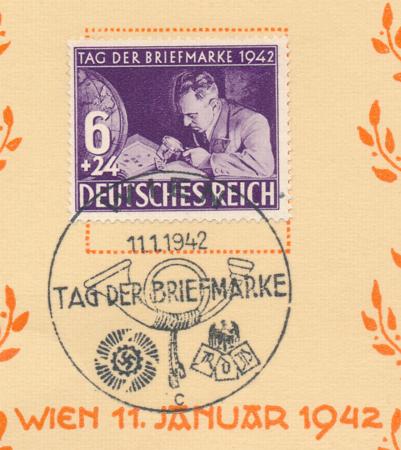 TAG DER BRIEFMARKE 1942
6
+24
DEUTSCHES REICH
11.1.1942
TAG DER BRIEFMARKE
C
WIEN 11. JANUAR 1942